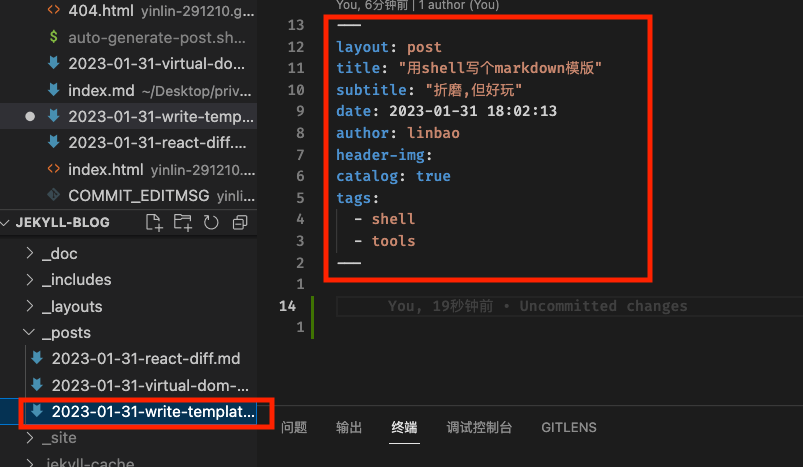 404.html yinlin-291210.g...
$ auto-generate-post.sh...
2023-01-31-virtual-do...
index.md ~/Desktop/priv...
2023-01-31-write-temp...
2023-01-31-react-diff.m...
index.html yinlin-291210....
COMMIT_EDITMSG yinlin...
JEKYLL-BLOG
_doc
_includes
_layouts
_posts
2023-01-31-react-diff.md
2023-01-31-virtual-dom-...
2023-01-31-write-templat...
_site
.jekyll-cache
You, 6分钟前 | 1 author (You)
13 ---
12 layout: post
11 title: "用shell写个markdown模版"
10 subtitle: "折磨,但好玩"
9 date: 2023-01-31 18:02:13
8 author: linbao
7 header-img:
6 catalog: true
5 tags:
4 - shell
3 - tools
2 ---
1
14 You, 19秒钟前 • Uncommitted changes
1
问题 输出 终端 调试控制台 GITLENS